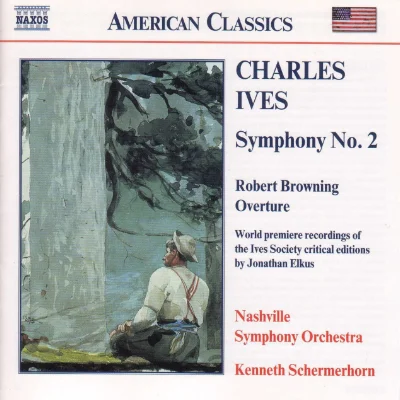 NAXOS
AMERICAN CLASSICS
CHARLES
IVES
Symphony No. 2
Robert Browning
Overture
World premiere recordings of
the Ives Society critical editions
by Jonathan Elkus
Nashville
Symphony Orchestra
Kenneth Schermerhorn